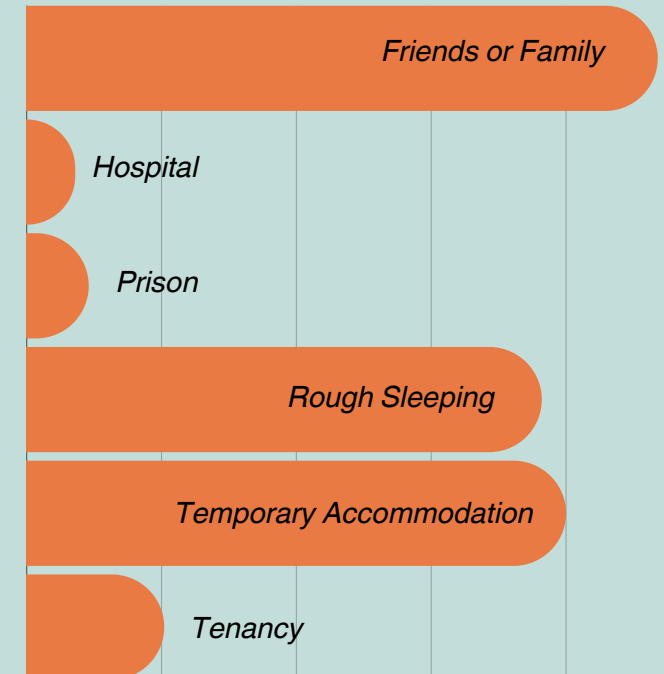 Friends or Family
Hospital
Prison
Rough Sleeping
Temporary Accommodation
Tenancy